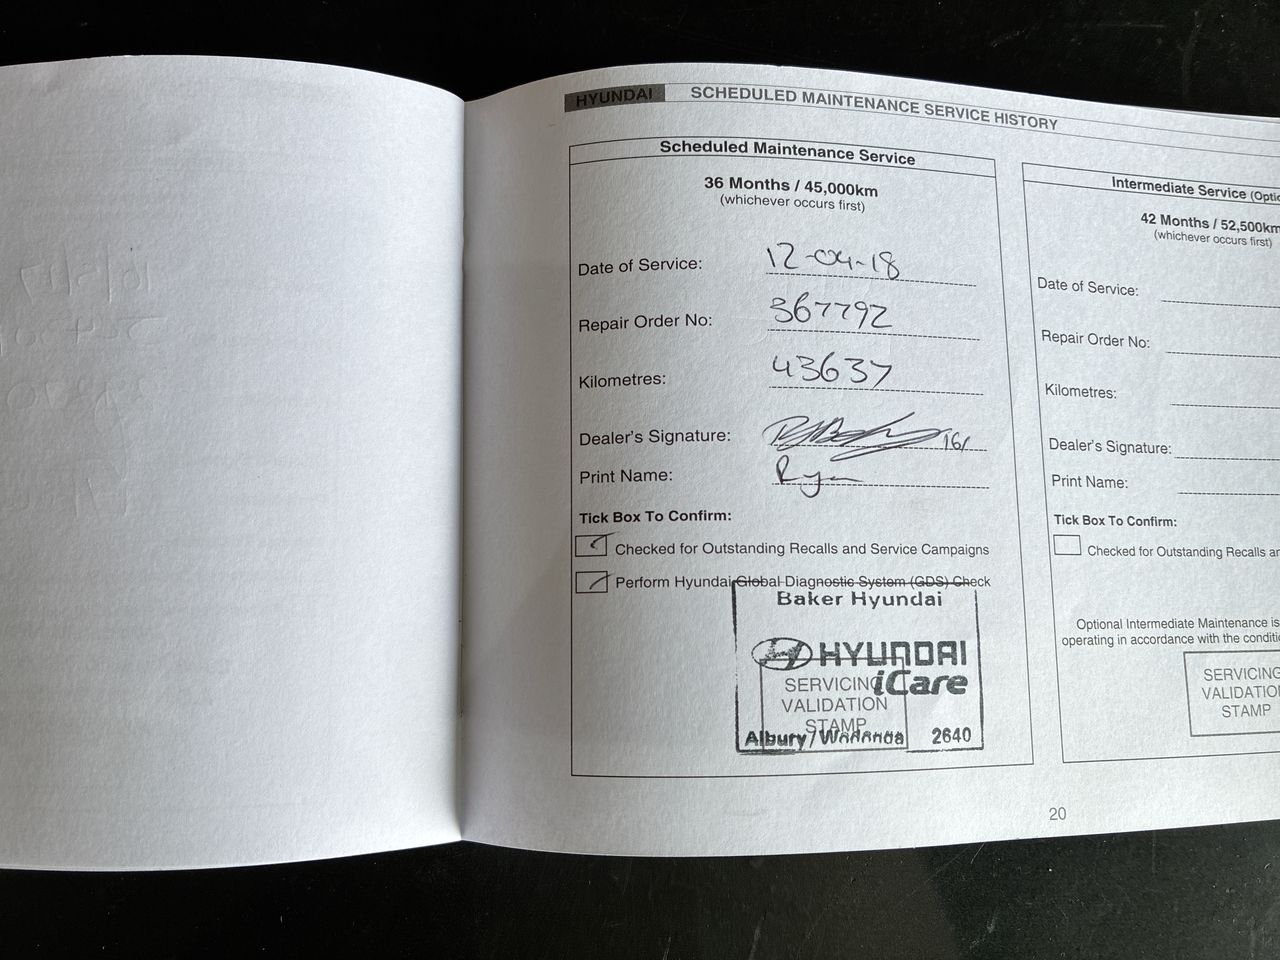 HYUNDAI
SCHEDULED MAINTENANCE SERVICE HISTORY
Scheduled Maintenance Service
36 Months / 45,000km
(whichever occurs first)
Date of Service: 12-04-18
Repair Order No: 367792
Kilometres: 43637
Dealer's Signature: 16/
Print Name: Ryan
Tick Box To Confirm:
Checked for Outstanding Recalls and Service Campaigns
Perform Hyundai Global Diagnostic System (GDS) Check
Baker Hyundai
HYUNDAI
iCare
SERVICING
VALIDATION
STAMP
Albury/Wodonga 2640
Intermediate Service
42 Months / 52,500km
(whichever occurs first)
Date of Service:
Repair Order No:
Kilometres:
Dealer's Signature:
Print Name:
Tick Box To Confirm:
Checked for Outstanding Recalls
Optional Intermediate Maintenance is
operating in accordance with the
SERVICING
VALIDATION
STAMP
20